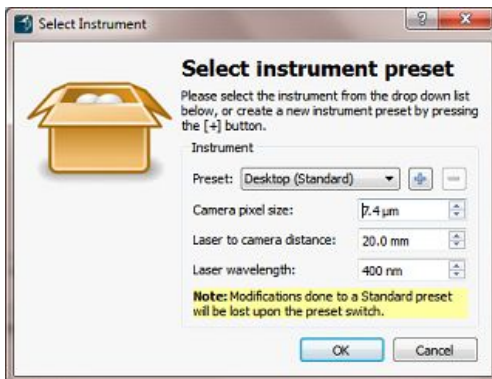 Select Instrument
Select instrument preset
Please select the instrument from the drop down list
below, or create a new instrument preset by pressing
the [+] button.
Instrument
Preset: Desktop (Standard)
Camera pixel size: 7.4 µm
Laser to camera distance: 20.0 mm
Laser wavelength: 400 nm
Note: Modifications done to a Standard preset
will be lost upon the preset switch.
OK Cancel